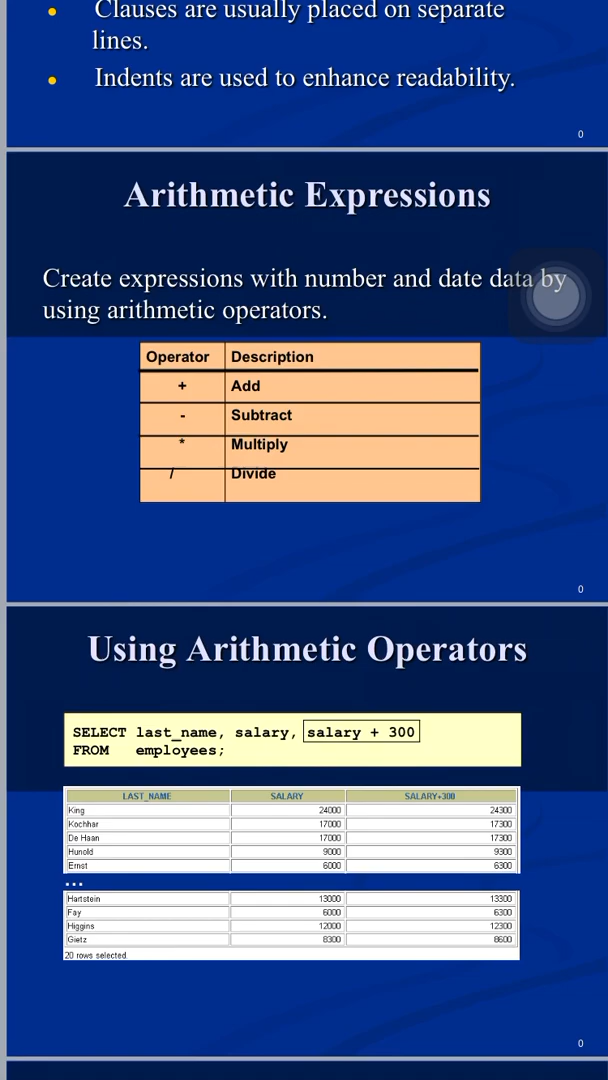 • Clauses are usually placed on separate
lines.
• Indents are used to enhance readability.
0
Arithmetic Expressions
Create expressions with number and date data by
using arithmetic operators.
Operator Description
+ Add
- Subtract
* Multiply
/ Divide
0
Using Arithmetic Operators
SELECT last_name, salary, salary + 300
FROM employees;
LAST_NAME SALARY SALARY+300
King 24000 24300
Kochhar 17000 17300
De Haan 17000 17300
Hunold 9000 9300
Ernst 6000 6300
...
Hartstein 13000 13300
Fay 6000 6300
Higgins 12000 12300
Gietz 8300 8600
20 rows selected.
0